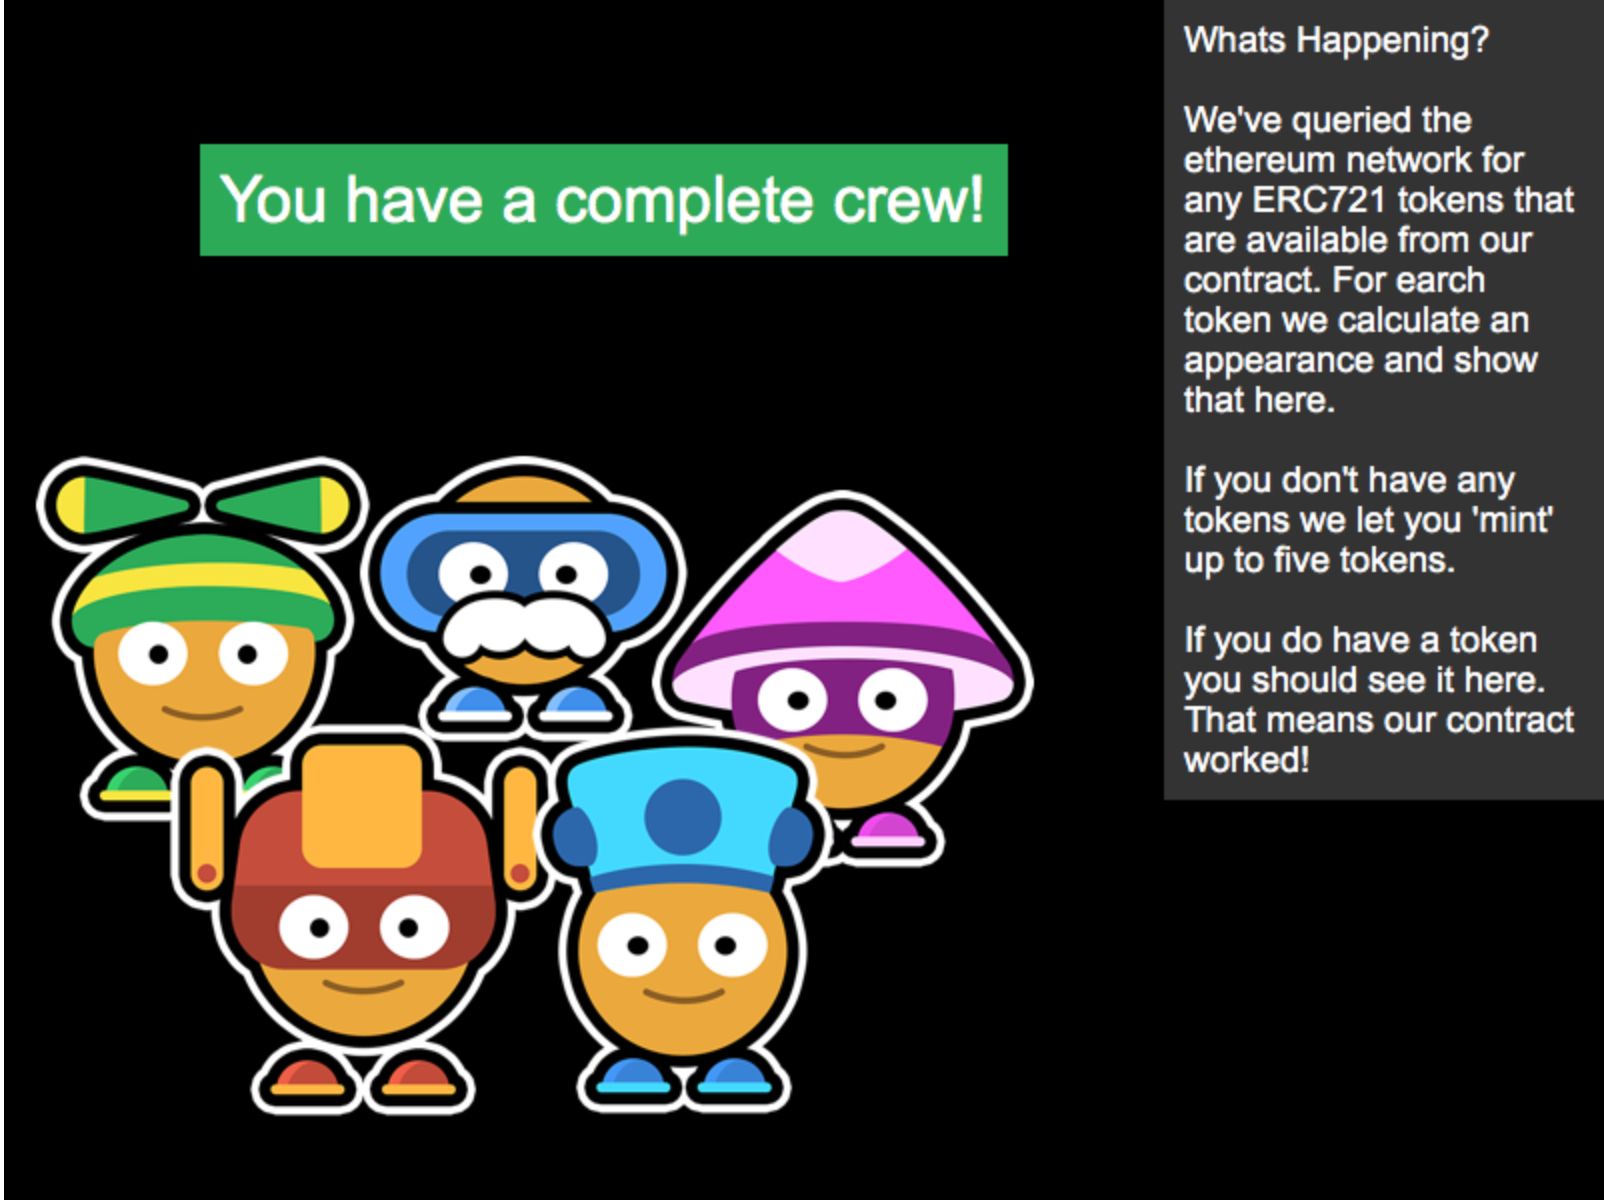 You have a complete crew!
Whats Happening?
We've queried the
ethereum network for
any ERC721 tokens that
are available from our
contract. For earch
token we calculate an
appearance and show
that here.
If you don't have any
tokens we let you 'mint'
up to five tokens.
If you do have a token
you should see it here.
That means our contract
worked!